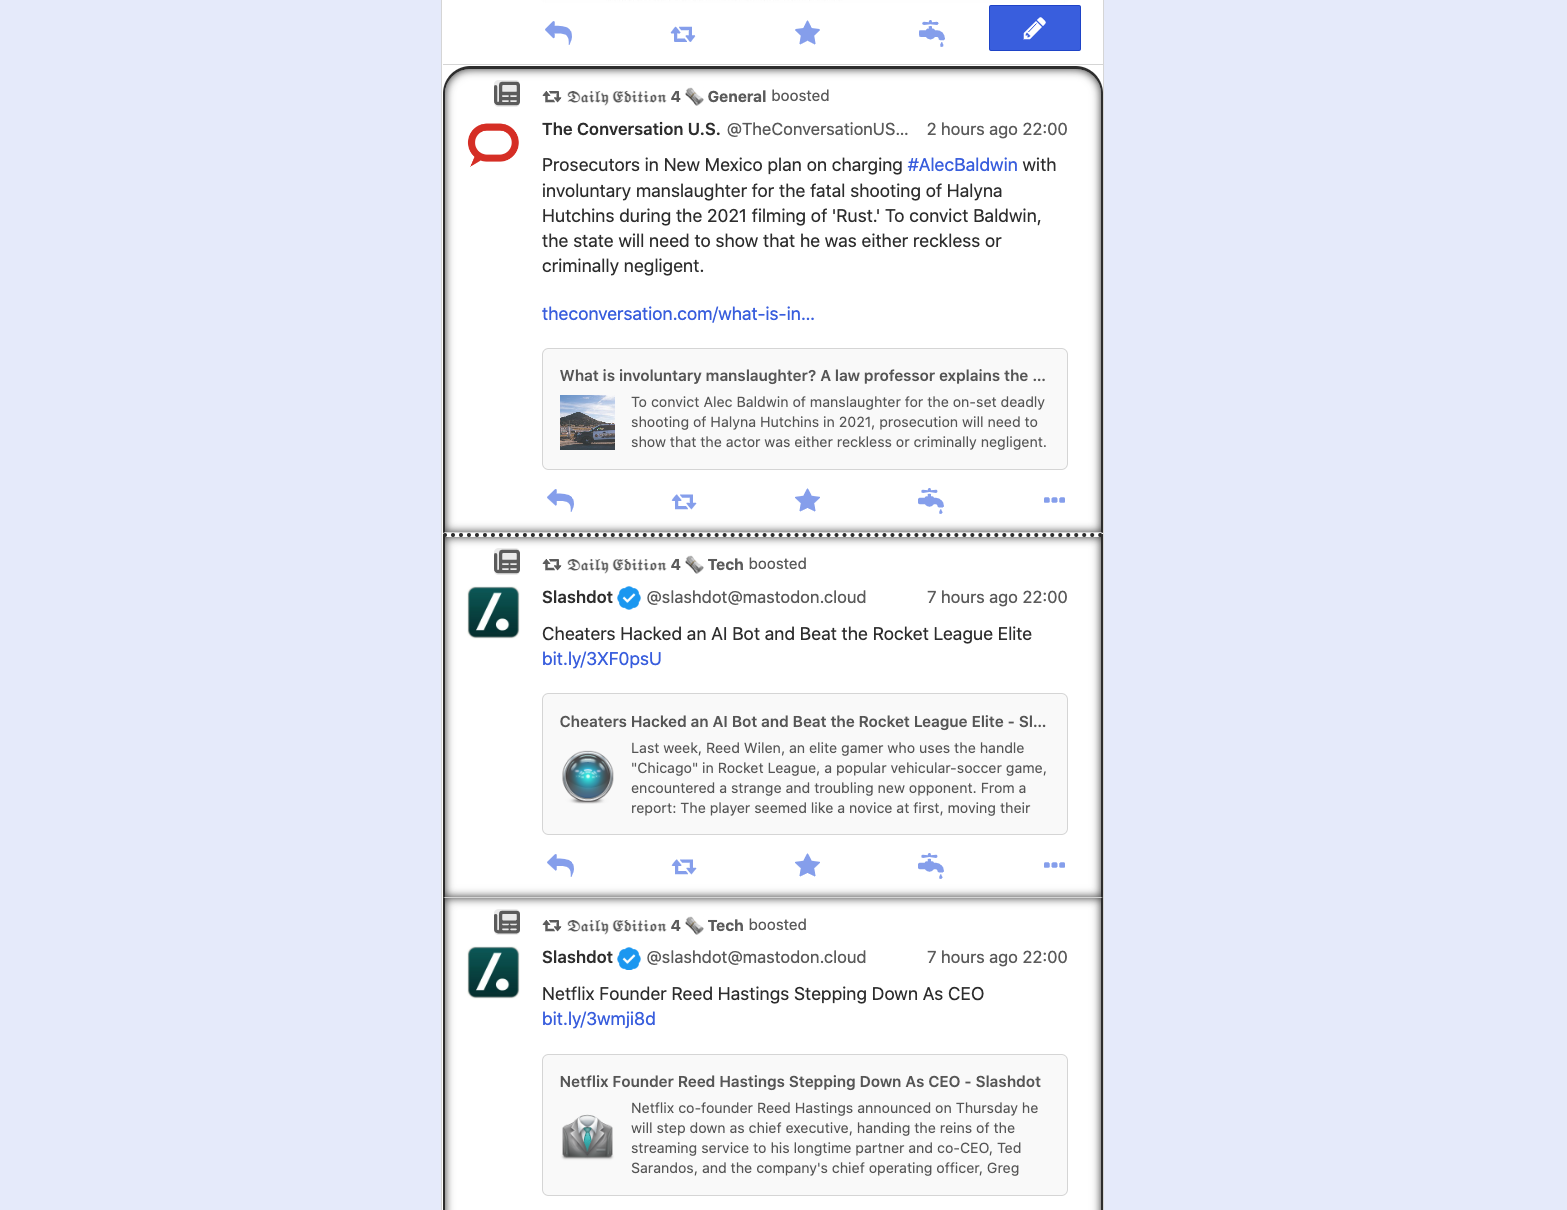 𝕯𝖆𝖎𝖑𝖞 𝕰𝖉𝖎𝖙𝖎𝖔𝖓 4 🗞 General boosted
The Conversation U.S. @TheConversationUS... 2 hours ago 22:00
Prosecutors in New Mexico plan on charging #AlecBaldwin with
involuntary manslaughter for the fatal shooting of Halyna
Hutchins during the 2021 filming of 'Rust.' To convict Baldwin,
the state will need to show that he was either reckless or
criminally negligent.
theconversation.com/what-is-in...
What is involuntary manslaughter? A law professor explains the ...
To convict Alec Baldwin of manslaughter for the on-set deadly
shooting of Halyna Hutchins in 2021, prosecution will need to
show that the actor was either reckless or criminally negligent.
𝕯𝖆𝖎𝖑𝖞 𝕰𝖉𝖎𝖙𝖎𝖔𝖓 4 🗞 Tech boosted
Slashdot @slashdot@mastodon.cloud 7 hours ago 22:00
Cheaters Hacked an AI Bot and Beat the Rocket League Elite
bit.ly/3XF0psU
Cheaters Hacked an AI Bot and Beat the Rocket League Elite - Sl...
Last week, Reed Wilen, an elite gamer who uses the handle
"Chicago" in Rocket League, a popular vehicular-soccer game,
encountered a strange and troubling new opponent. From a
report: The player seemed like a novice at first, moving their
𝕯𝖆𝖎𝖑𝖞 𝕰𝖉𝖎𝖙𝖎𝖔𝖓 4 🗞 Tech boosted
Slashdot @slashdot@mastodon.cloud 7 hours ago 22:00
Netflix Founder Reed Hastings Stepping Down As CEO
bit.ly/3wmji8d
Netflix Founder Reed Hastings Stepping Down As CEO - Slashdot
Netflix co-founder Reed Hastings announced on Thursday he
will step down as chief executive, handing the reins of the
streaming service to his longtime partner and co-CEO, Ted
Sarandos, and the company's chief operating officer, Greg